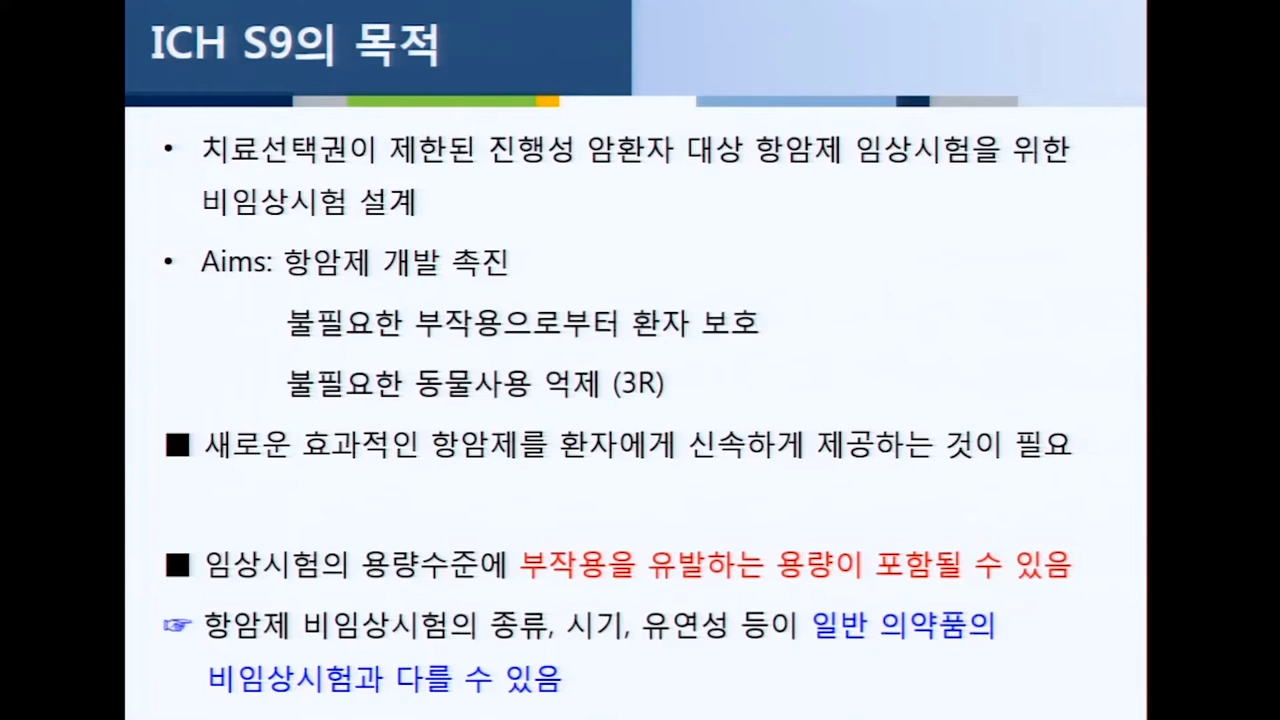 ICH S9의 목적
• 치료선택권이 제한된 진행성 암환자 대상 항암제 임상시험을 위한
비임상시험 설계
• Aims: 항암제 개발 촉진
불필요한 부작용으로부터 환자 보호
불필요한 동물사용 억제 (3R)
■ 새로운 효과적인 항암제를 환자에게 신속하게 제공하는 것이 필요
■ 임상시험의 용량수준에 부작용을 유발하는 용량이 포함될 수 있음
☞ 항암제 비임상시험의 종류, 시기, 유연성 등이 일반 의약품의
비임상시험과 다를 수 있음